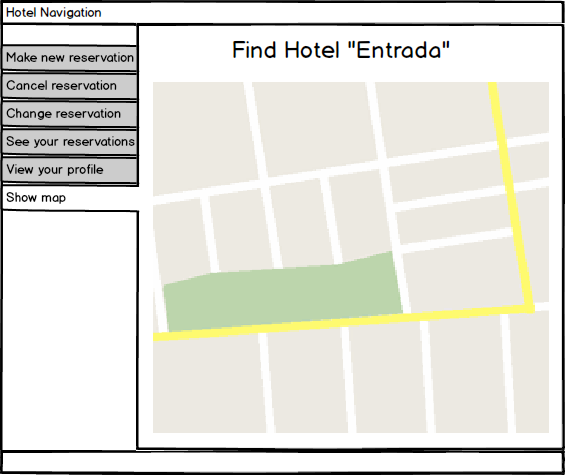 Hotel Navigation
Find Hotel "Entrada"
Make new reservation
Cancel reservation
Change reservation
See your reservations
View your profile
Show map